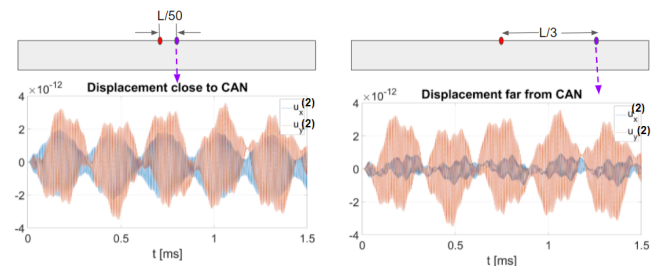 L/50
L/3
×10⁻¹²
Displacement close to CAN
uₓ(2)
u_y(2)
4
2
0
-2
-4
0
0.5
1
1.5
t [ms]
×10⁻¹²
Displacement far from CAN
uₓ(2)
u_y(2)
4
2
0
-2
-4
0
0.5
1
1.5
t [ms]